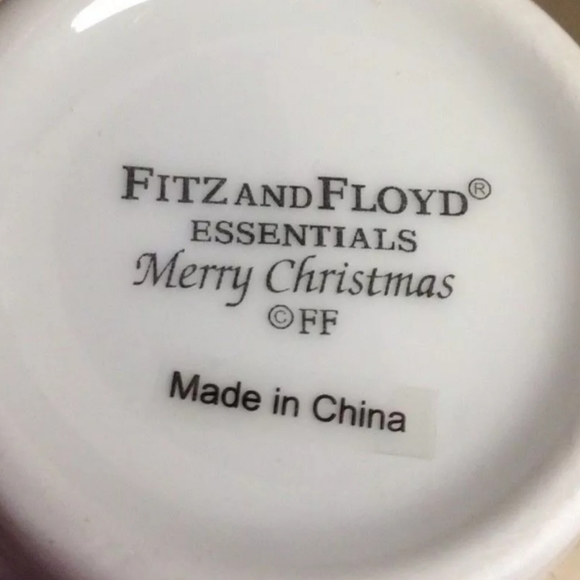 FITZ AND FLOYD®
ESSENTIALS
Merry Christmas
©FF
Made in China